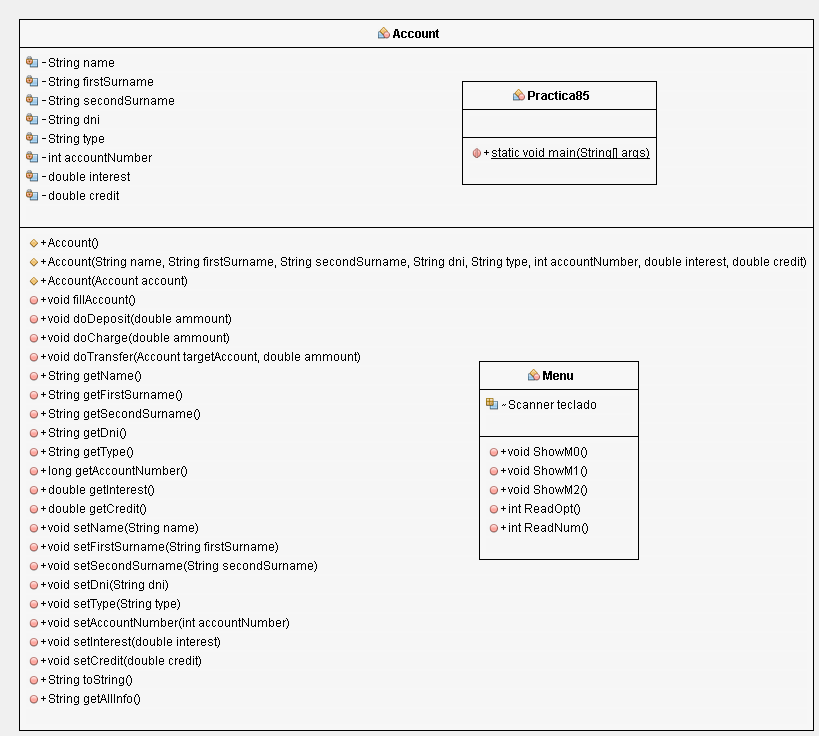 Account
- String name
- String firstSurname
- String secondSurname
- String dni
- String type
- int accountNumber
- double interest
- double credit
+ Account()
+ Account(String name, String firstSurname, String secondSurname, String dni, String type, int accountNumber, double interest, double credit)
+ Account(Account account)
+ void fillAccount()
+ void doDeposit(double ammount)
+ void doCharge(double ammount)
+ void doTransfer(Account targetAccount, double ammount)
+ String getName()
+ String getFirstSurname()
+ String getSecondSurname()
+ String getDni()
+ String getType()
+ long getAccountNumber()
+ double getInterest()
+ double getCredit()
+ void setName(String name)
+ void setFirstSurname(String firstSurname)
+ void setSecondSurname(String secondSurname)
+ void setDni(String dni)
+ void setType(String type)
+ void setAccountNumber(int accountNumber)
+ void setInterest(double interest)
+ void setCredit(double credit)
+ String toString()
+ String getAllInfo()
Practica85
+ static void main(String[] args)
Menu
~ Scanner teclado
+ void ShowM0()
+ void ShowM1()
+ void ShowM2()
+ int ReadOpt()
+ int ReadNum()